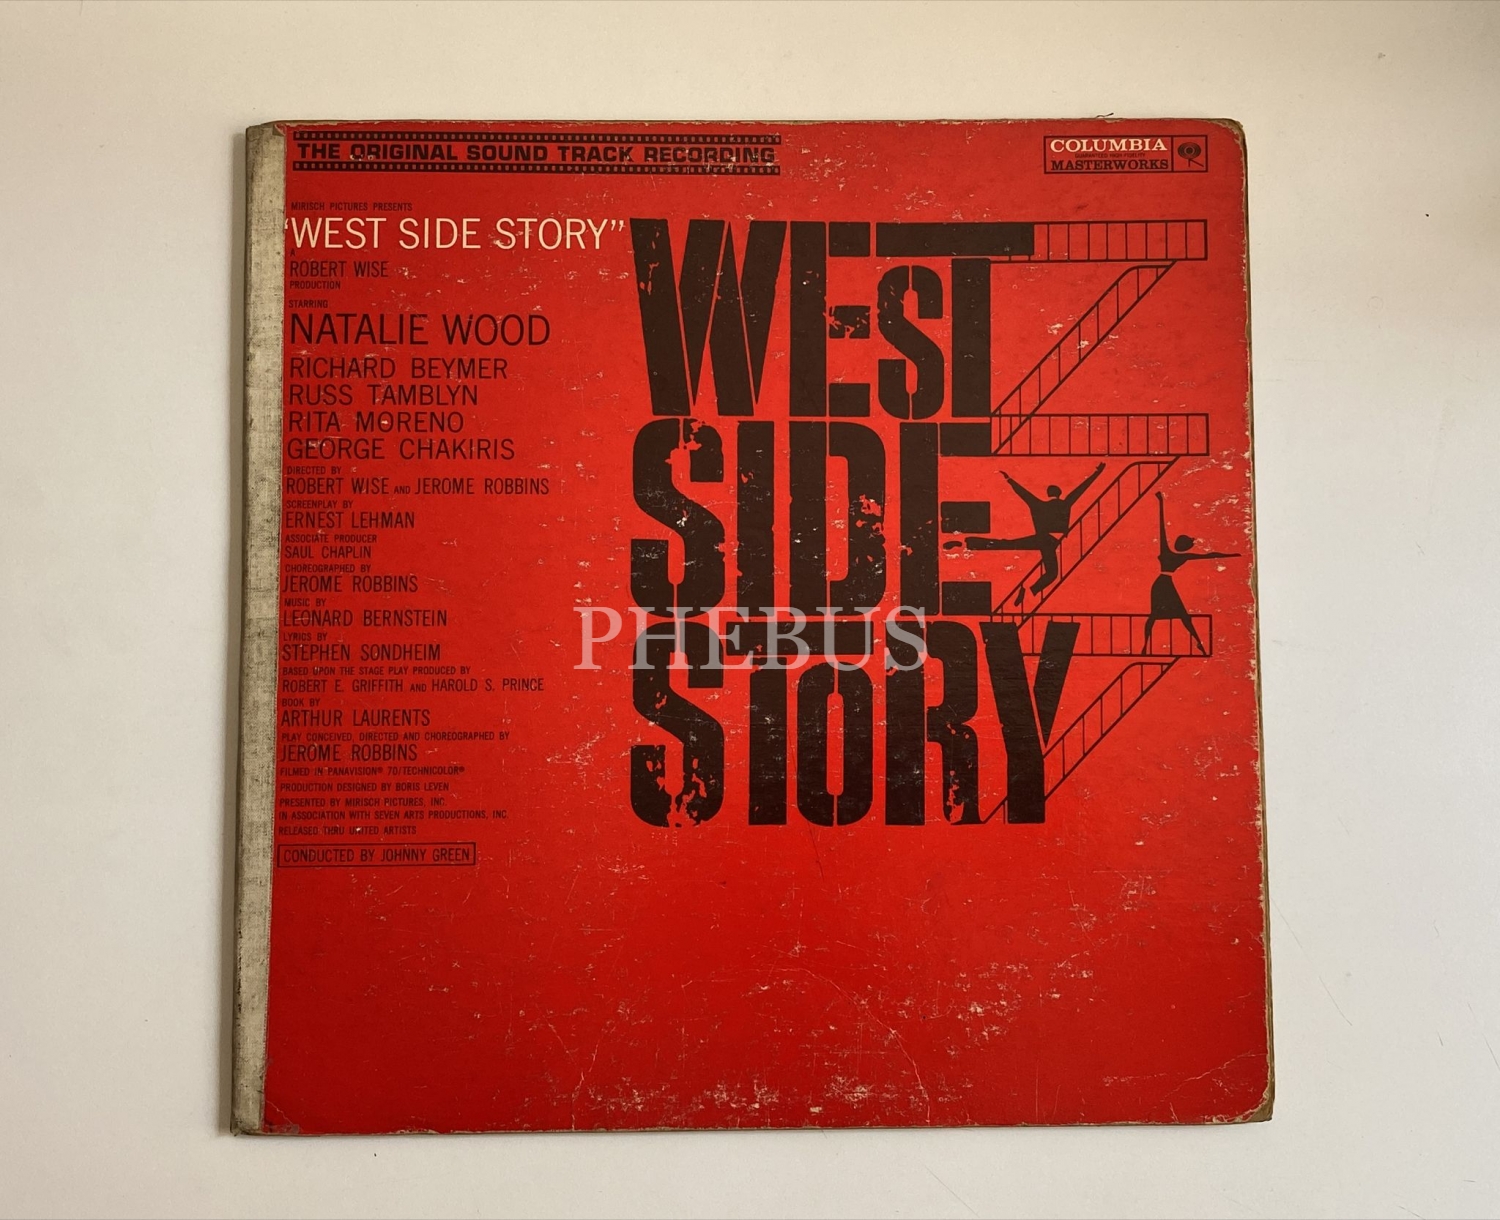 THE ORIGINAL SOUND TRACK RECORDING
COLUMBIA
GUARANTEED HIGH FIDELITY
MASTERWORKS
MIRISCH PICTURES PRESENTS
"WEST SIDE STORY"
A
ROBERT WISE
PRODUCTION
STARRING
NATALIE WOOD
RICHARD BEYMER
RUSS TAMBLYN
RITA MORENO
GEORGE CHAKIRIS
DIRECTED BY
ROBERT WISE AND JEROME ROBBINS
SCREENPLAY BY
ERNEST LEHMAN
ASSOCIATE PRODUCER
SAUL CHAPLIN
CHOREOGRAPHED BY
JEROME ROBBINS
MUSIC BY
LEONARD BERNSTEIN
LYRICS BY
STEPHEN SONDHEIM
BASED UPON THE STAGE PLAY PRODUCED BY
ROBERT E. GRIFFITH AND HAROLD S. PRINCE
BOOK BY
ARTHUR LAURENTS
PLAY CONCEIVED, DIRECTED AND CHOREOGRAPHED BY
JEROME ROBBINS
FILMED IN PANAVISION® 70/TECHNICOLOR®
PRODUCTION DESIGNED BY BORIS LEVEN
PRESENTED BY MIRISCH PICTURES, INC.
IN ASSOCIATION WITH SEVEN ARTS PRODUCTIONS, INC.
RELEASED THRU UNITED ARTISTS
CONDUCTED BY JOHNNY GREEN
WEST
SIDE
STORY
PHEBUS